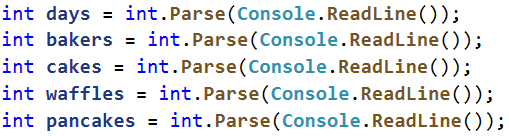 int days = int.Parse(Console.ReadLine());
int bakers = int.Parse(Console.ReadLine());
int cakes = int.Parse(Console.ReadLine());
int waffles = int.Parse(Console.ReadLine());
int pancakes = int.Parse(Console.ReadLine());